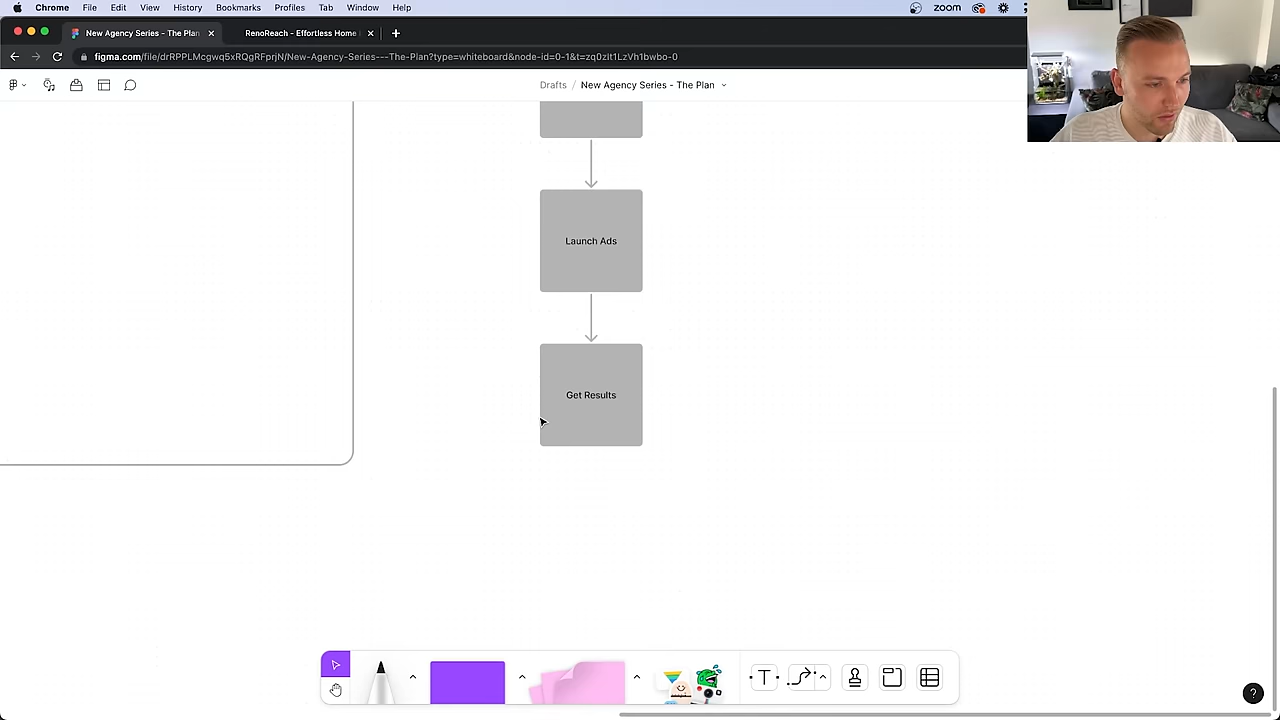 Chrome File Edit View History Bookmarks Profiles Tab Window Help zoom
New Agency Series - The Plan
RenoReach - Effortless Home
figma.com/file/drRPPLMcgwq5xRQgRFprjN/New-Agency-Series---The-Plan?type=whiteboard&node-id=0-1&t=zq0zIt1LzVh1bwbo-0
Drafts / New Agency Series - The Plan
Launch Ads
Get Results
T
?